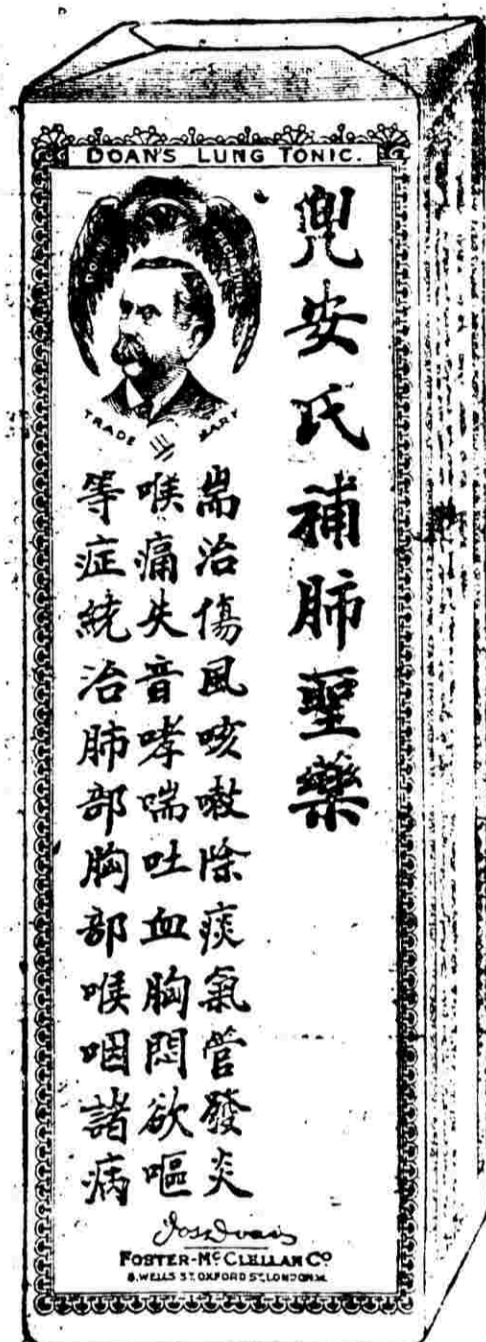 DOAN'S LUNG TONIC.
TRADE MARK
兜安氏補肺聖藥
耑治傷風咳嗽除痰氣管發炎
喉痛失音哮喘吐血胸悶欲嘔
等症統治肺部胸部喉咽諸病
FOSTER-McCLELLAN Co
8, WELLS ST. OXFORD ST. LONDON.W.